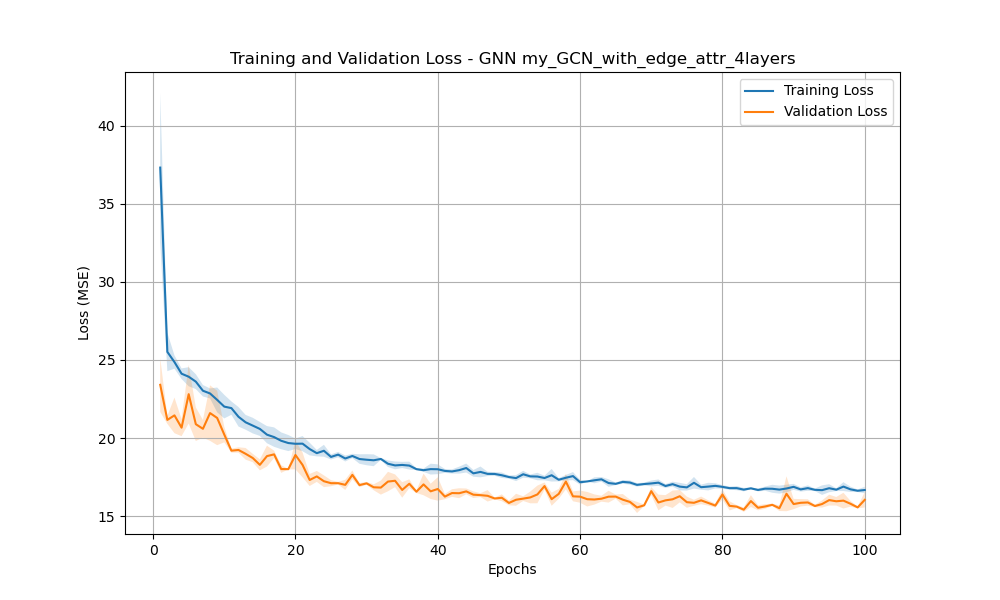 Training and Validation Loss - GNN my_GCN_with_edge_attr_4layers
Training Loss
Validation Loss
Loss (MSE)
40
35
30
25
20
15
0
20
40
60
80
100
Epochs